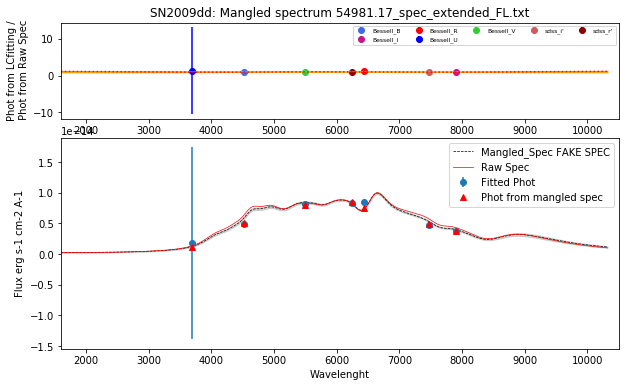 SN2009dd: Mangled spectrum 54981.17_spec_extended_FL.txt
Phot from LCfitting /
Phot from Raw Spec
10
0
−10
Bessell_B Bessell_R Bessell_V sdss_i' sdss_r'
Bessell_I Bessell_U
2000 3000 4000 5000 6000 7000 8000 9000 10000
1e−14
Flux erg s-1 cm-2 A-1
1.5
1.0
0.5
0.0
−0.5
−1.0
−1.5
Mangled_Spec FAKE SPEC
Raw Spec
Fitted Phot
Phot from mangled spec
2000 3000 4000 5000 6000 7000 8000 9000 10000
Wavelenght